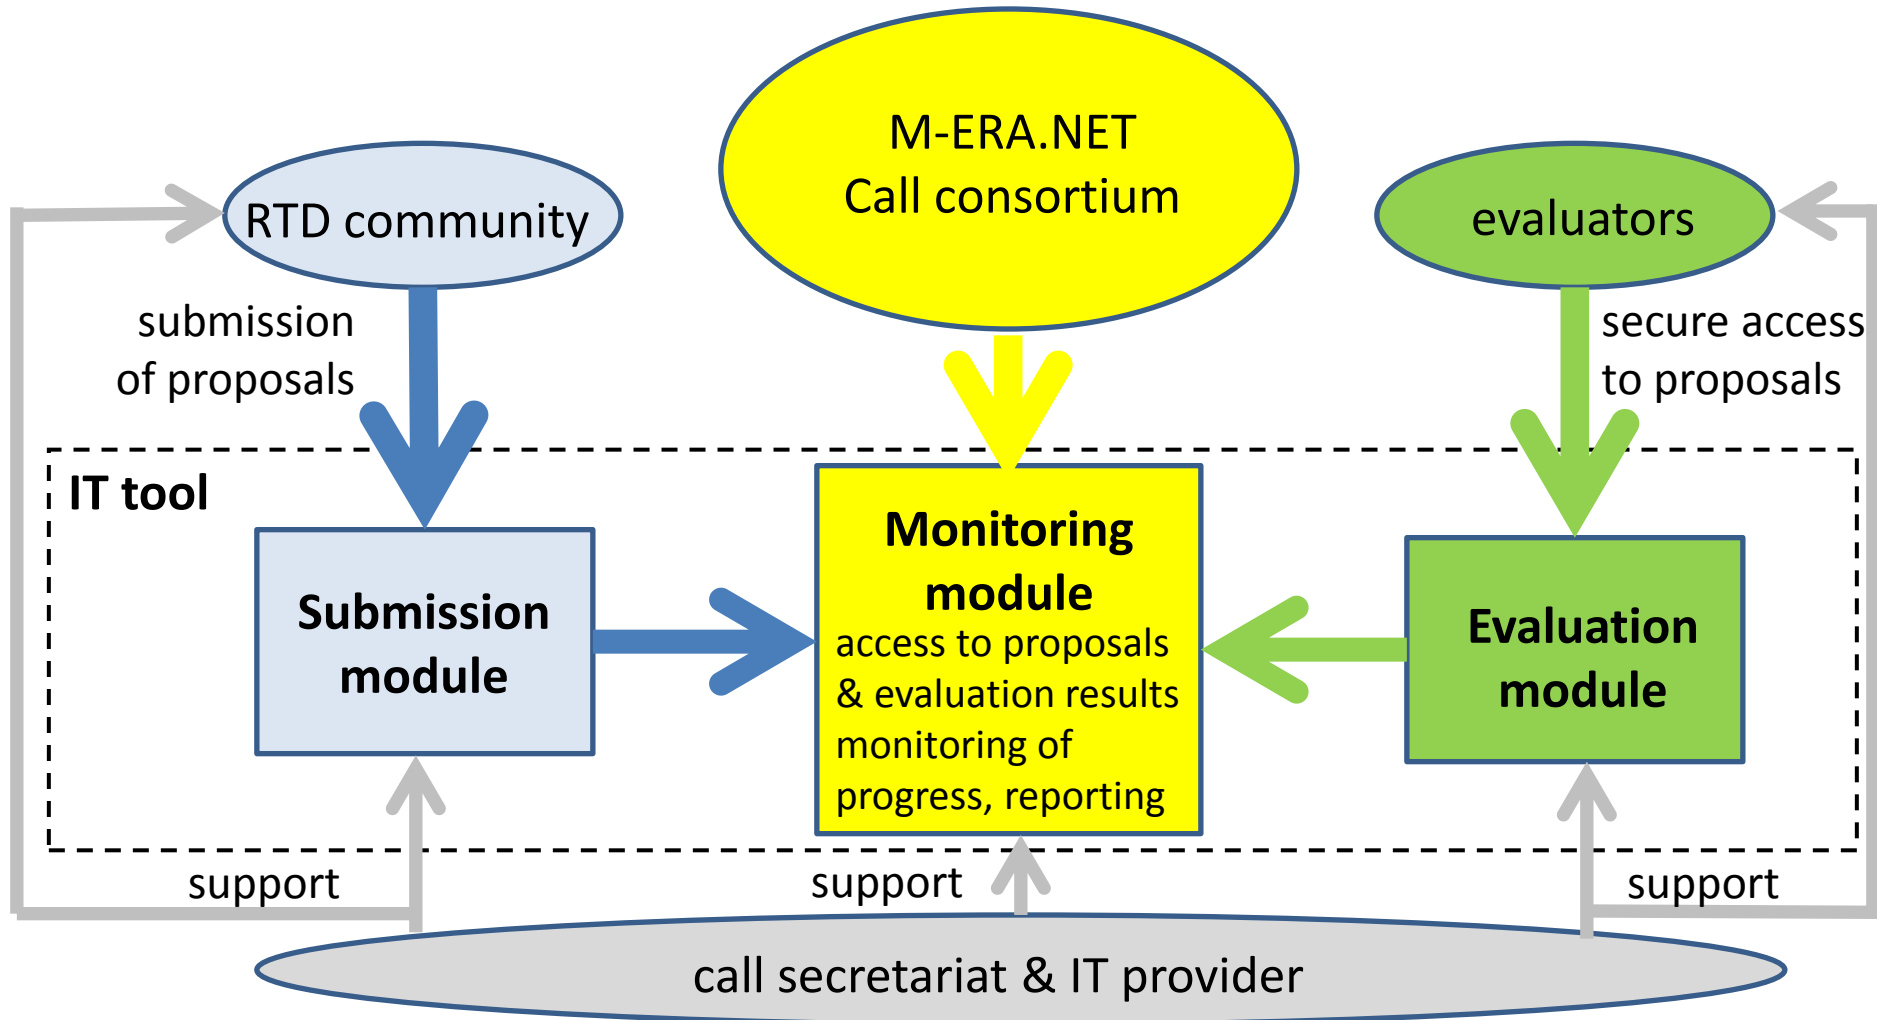 M-ERA.NET
Call consortium
RTD community
evaluators
submission
of proposals
secure access
to proposals
IT tool
Submission
module
Monitoring
module
access to proposals
& evaluation results
monitoring of
progress, reporting
Evaluation
module
support
support
support
call secretariat & IT provider